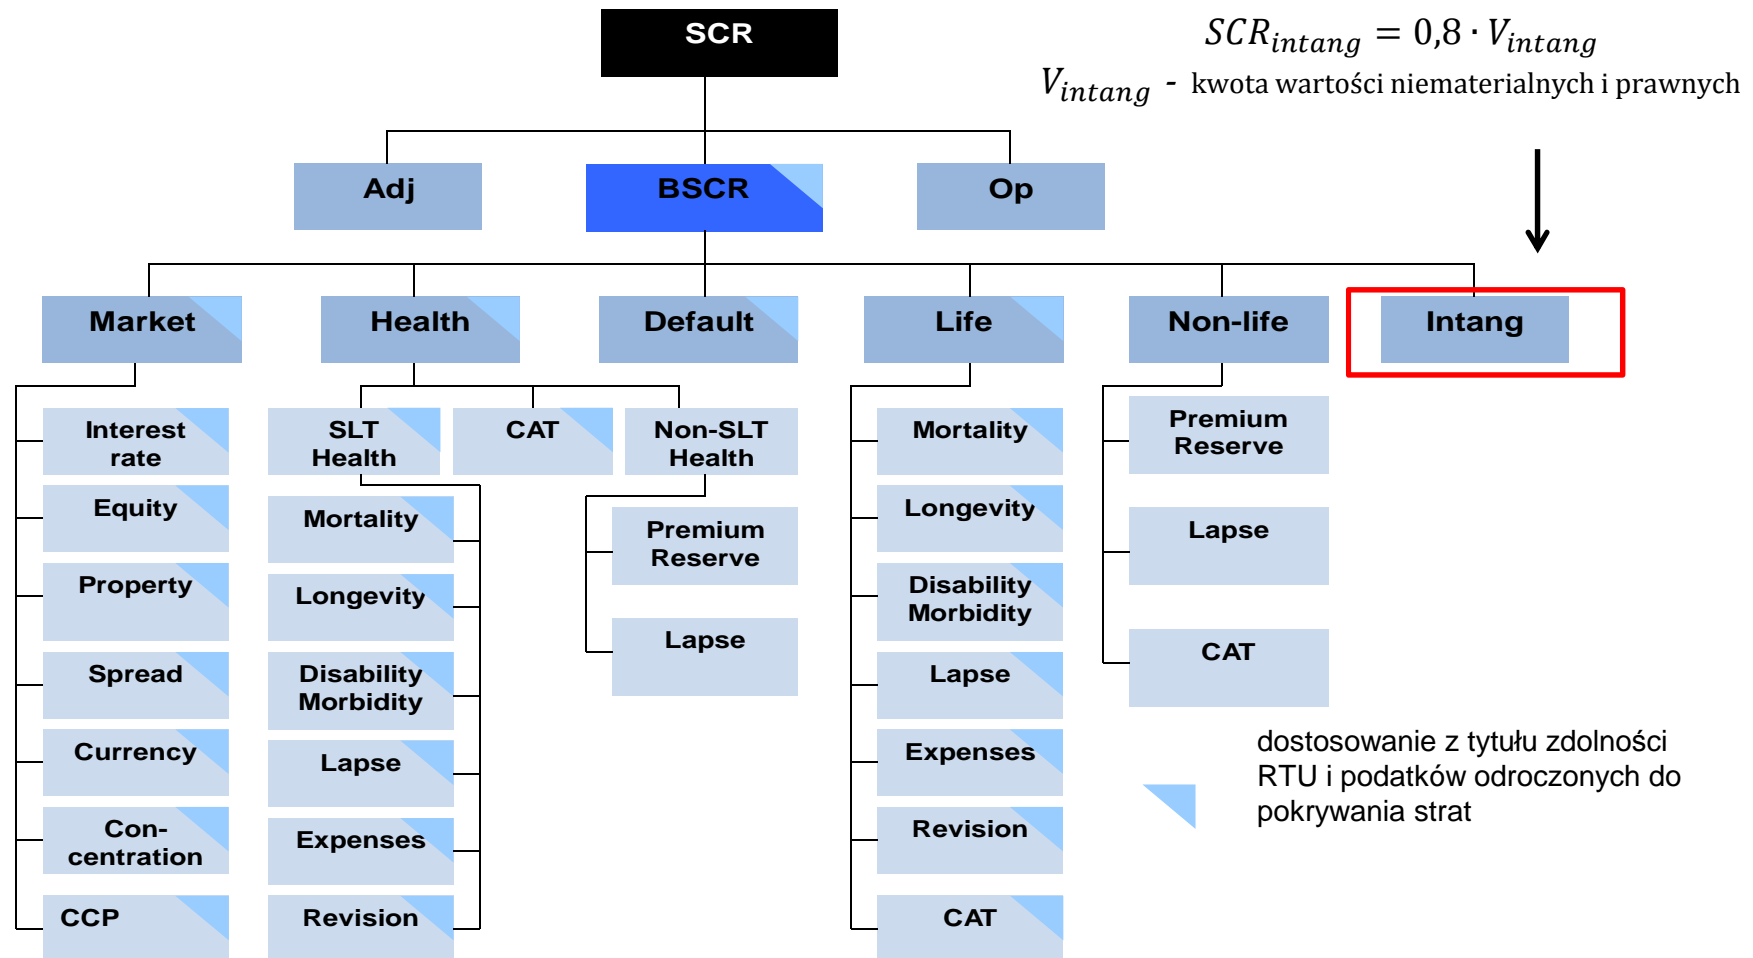 SCR
SCR_intang = 0,8 · V_intang
V_intang - kwota wartości niematerialnych i prawnych
Adj
BSCR
Op
Market
Health
Default
Life
Non-life
Intang
Interest
rate
Equity
Property
Spread
Currency
Con-
centration
CCP
SLT
Health
CAT
Non-SLT
Health
Mortality
Longevity
Disability
Morbidity
Lapse
Expenses
Revision
Premium
Reserve
Lapse
Mortality
Longevity
Disability
Morbidity
Lapse
Expenses
Revision
CAT
Premium
Reserve
Lapse
CAT
dostosowanie z tytułu zdolności
RTU i podatków odroczonych do
pokrywania strat